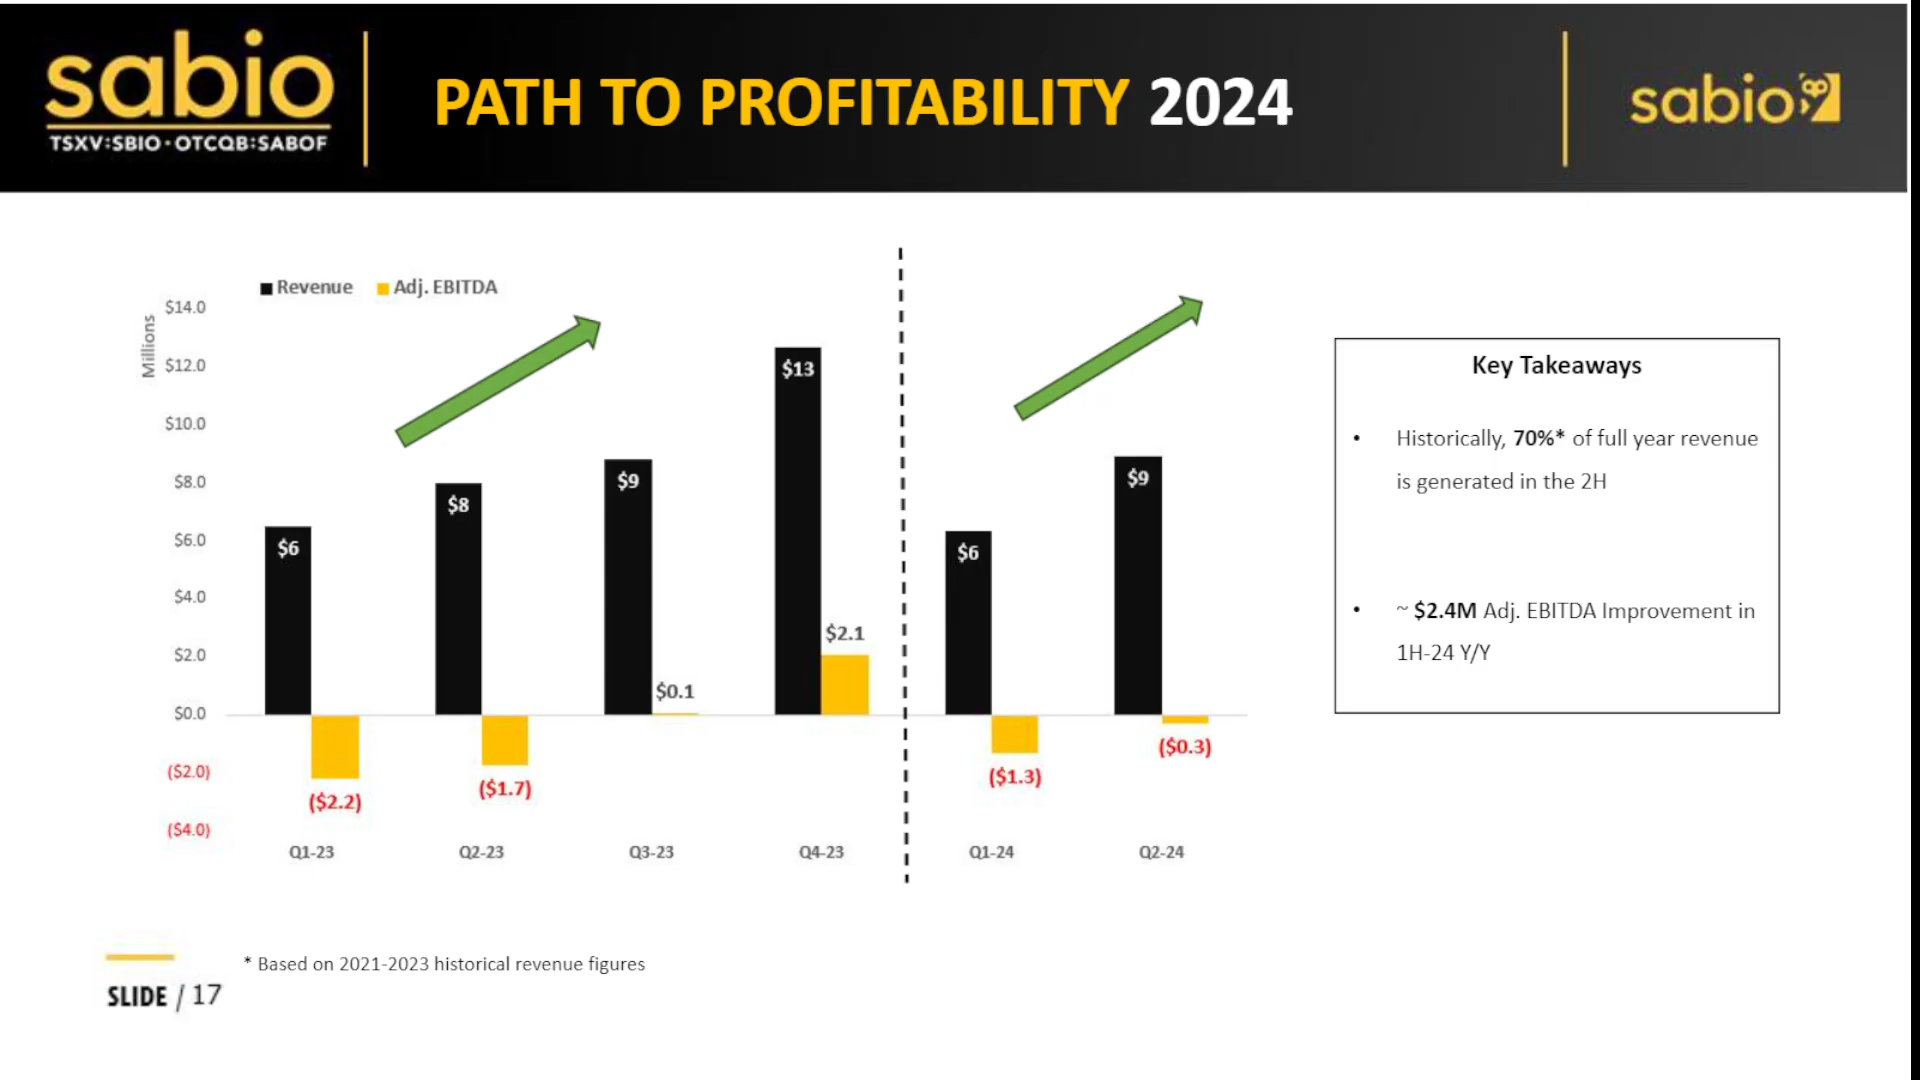 sabio
TSXV:SBIO·OTCQB:SABOF
PATH TO PROFITABILITY 2024
sabio
Revenue Adj. EBITDA
Millions
$14.0
$12.0
$10.0
$8.0
$6.0
$4.0
$2.0
$0.0
($2.0)
($4.0)
$6
($2.2)
$8
($1.7)
$9
$0.1
$13
$2.1
$6
($1.3)
$9
($0.3)
Q1-23 Q2-23 Q3-23 Q4-23 Q1-24 Q2-24
Key Takeaways
• Historically, 70%* of full year revenue
is generated in the 2H
• ~ $2.4M Adj. EBITDA Improvement in
1H-24 Y/Y
* Based on 2021-2023 historical revenue figures
SLIDE / 17